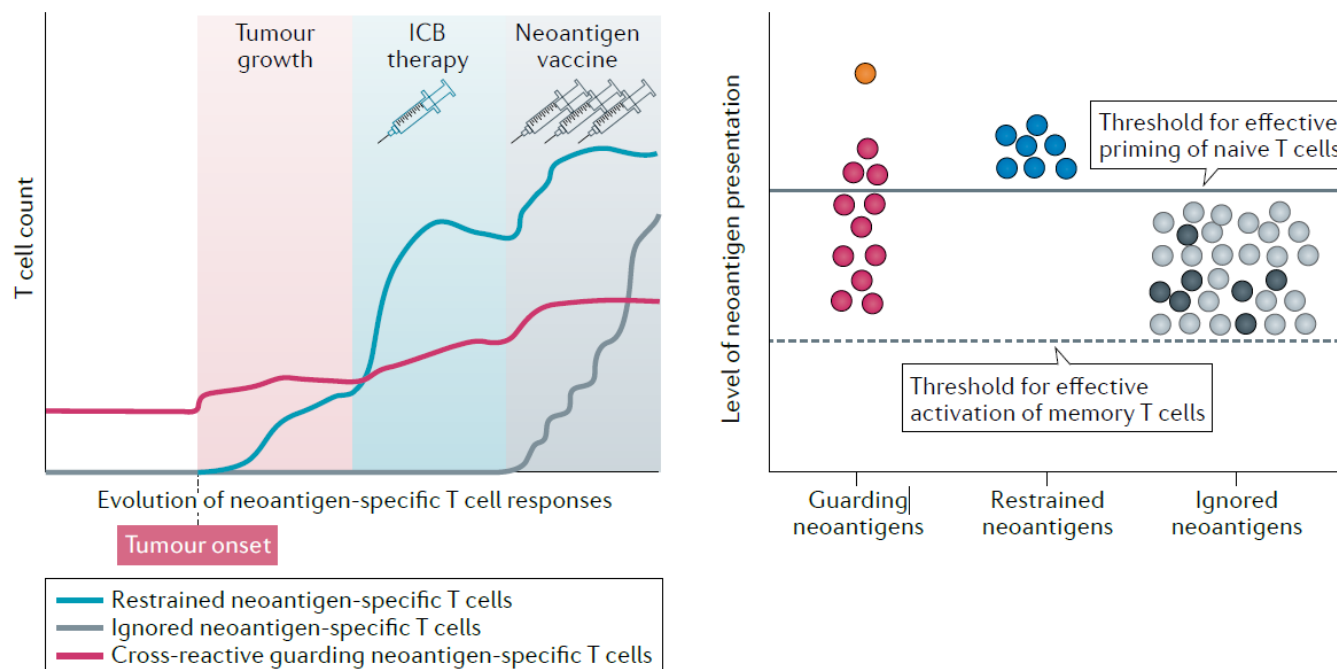 Tumour
growth
ICB
therapy
Neoantigen
vaccine
T cell count
Evolution of neoantigen-specific T cell responses
Tumour onset
Restrained neoantigen-specific T cells
Ignored neoantigen-specific T cells
Cross-reactive guarding neoantigen-specific T cells
Level of neoantigen presentation
Threshold for effective
priming of naive T cells
Threshold for effective
activation of memory T cells
Guarding
neoantigens
Restrained
neoantigens
Ignored
neoantigens